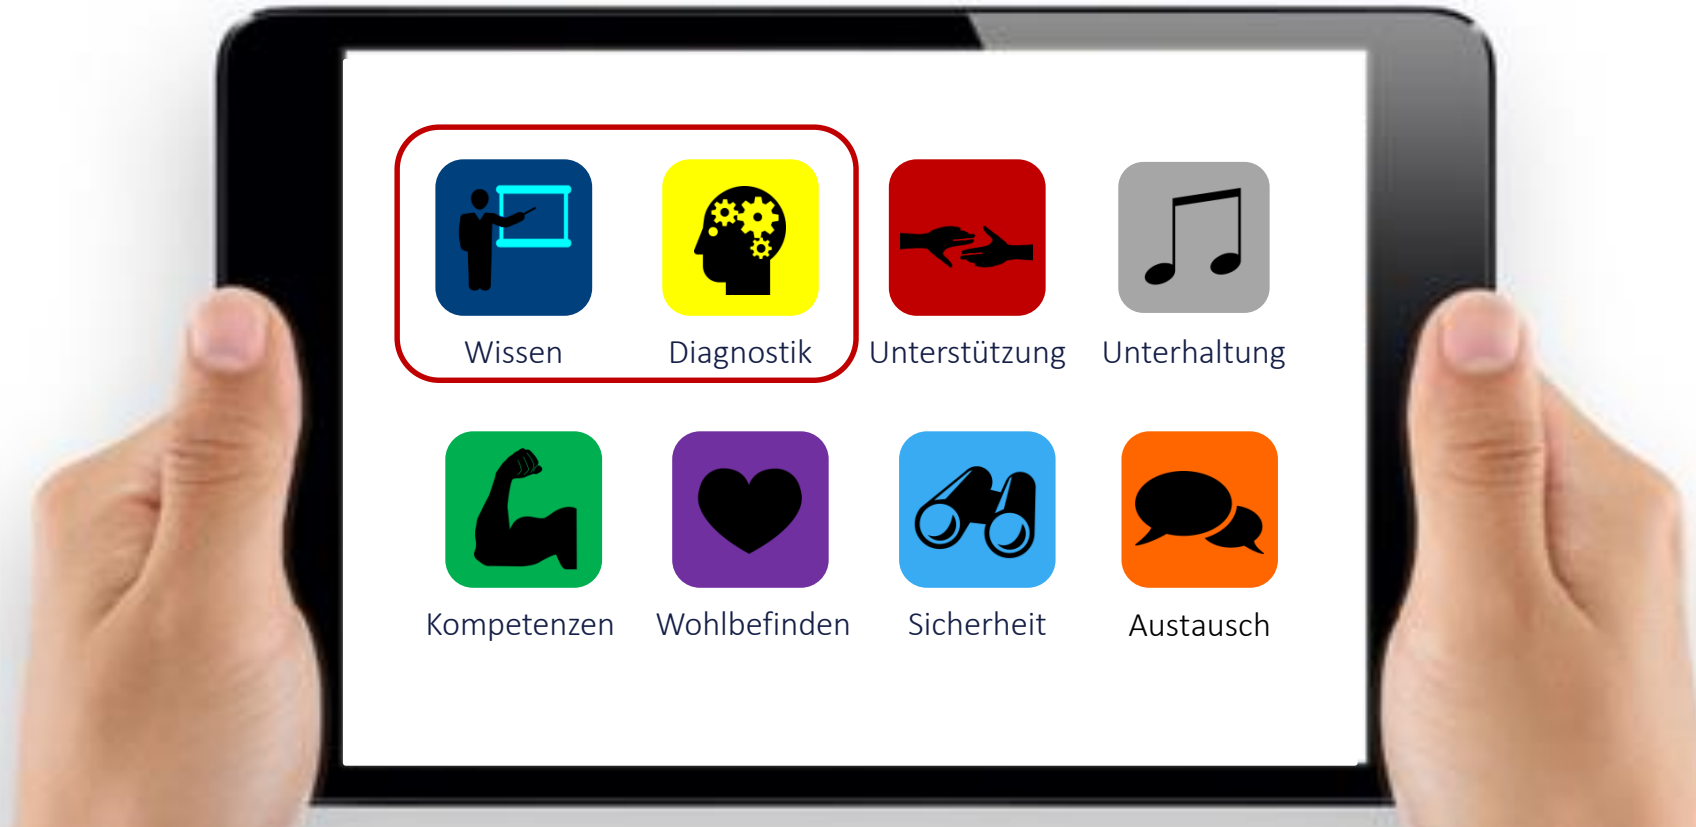 Wissen Diagnostik Unterstützung Unterhaltung
Kompetenzen Wohlbefinden Sicherheit Austausch